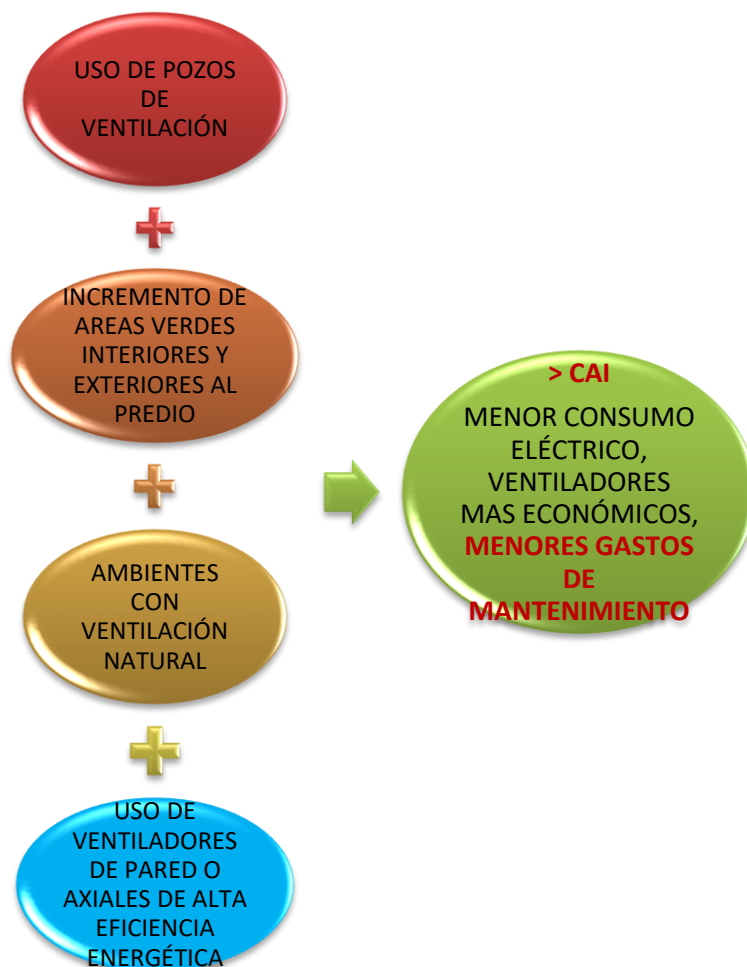 USO DE POZOS
DE
VENTILACIÓN
INCREMENTO DE
AREAS VERDES
INTERIORES Y
EXTERIORES AL
PREDIO
AMBIENTES
CON
VENTILACIÓN
NATURAL
USO DE
VENTILADORES
DE PARED O
AXIALES DE ALTA
EFICIENCIA
ENERGÉTICA
> CAI
MENOR CONSUMO
ELÉCTRICO,
VENTILADORES
MAS ECONÓMICOS,
MENORES GASTOS
DE
MANTENIMIENTO